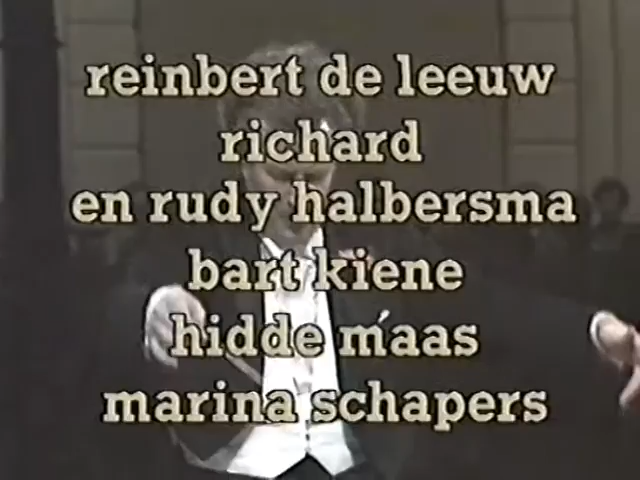 reinbert de leeuw
richard
en rudy halbersma
bart kiene
hidde maas
marina schapers